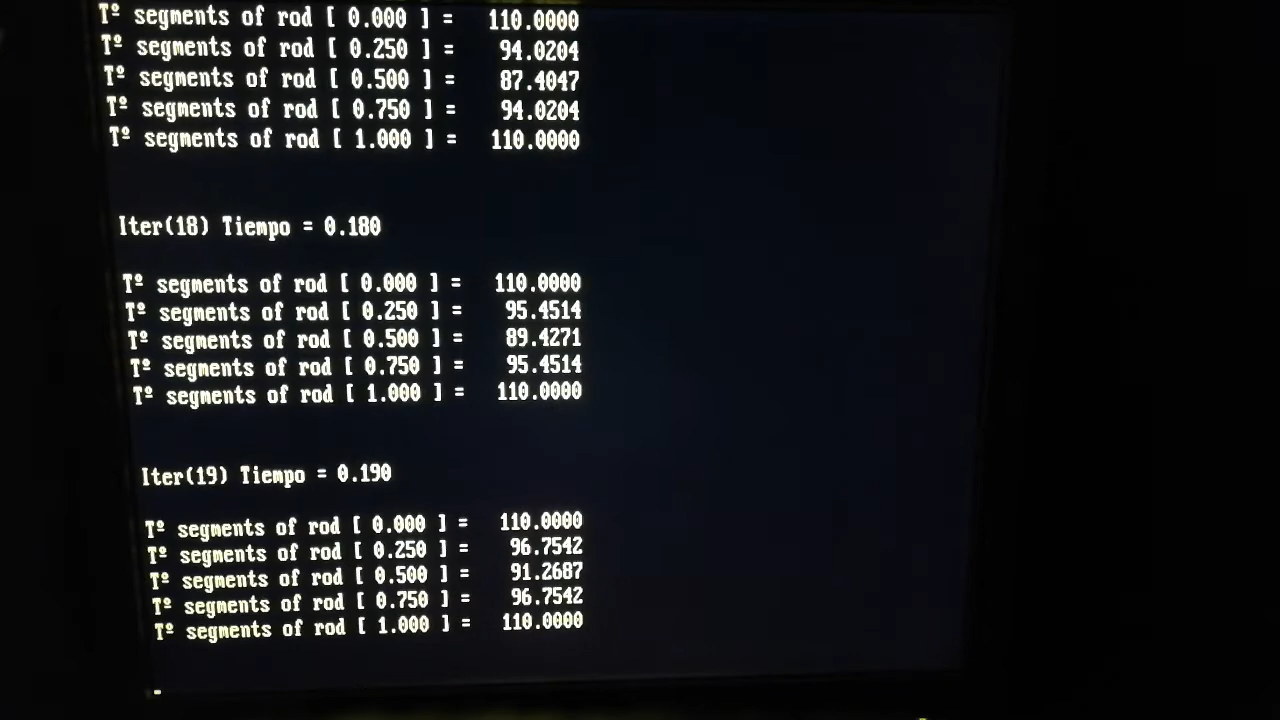 Tº segments of rod [ 0.000 ] = 110.0000
Tº segments of rod [ 0.250 ] = 94.0204
Tº segments of rod [ 0.500 ] = 87.4047
Tº segments of rod [ 0.750 ] = 94.0204
Tº segments of rod [ 1.000 ] = 110.0000
Iter(18) Tiempo = 0.180
Tº segments of rod [ 0.000 ] = 110.0000
Tº segments of rod [ 0.250 ] = 95.4514
Tº segments of rod [ 0.500 ] = 89.4271
Tº segments of rod [ 0.750 ] = 95.4514
Tº segments of rod [ 1.000 ] = 110.0000
Iter(19) Tiempo = 0.190
Tº segments of rod [ 0.000 ] = 110.0000
Tº segments of rod [ 0.250 ] = 96.7542
Tº segments of rod [ 0.500 ] = 91.2687
Tº segments of rod [ 0.750 ] = 96.7542
Tº segments of rod [ 1.000 ] = 110.0000